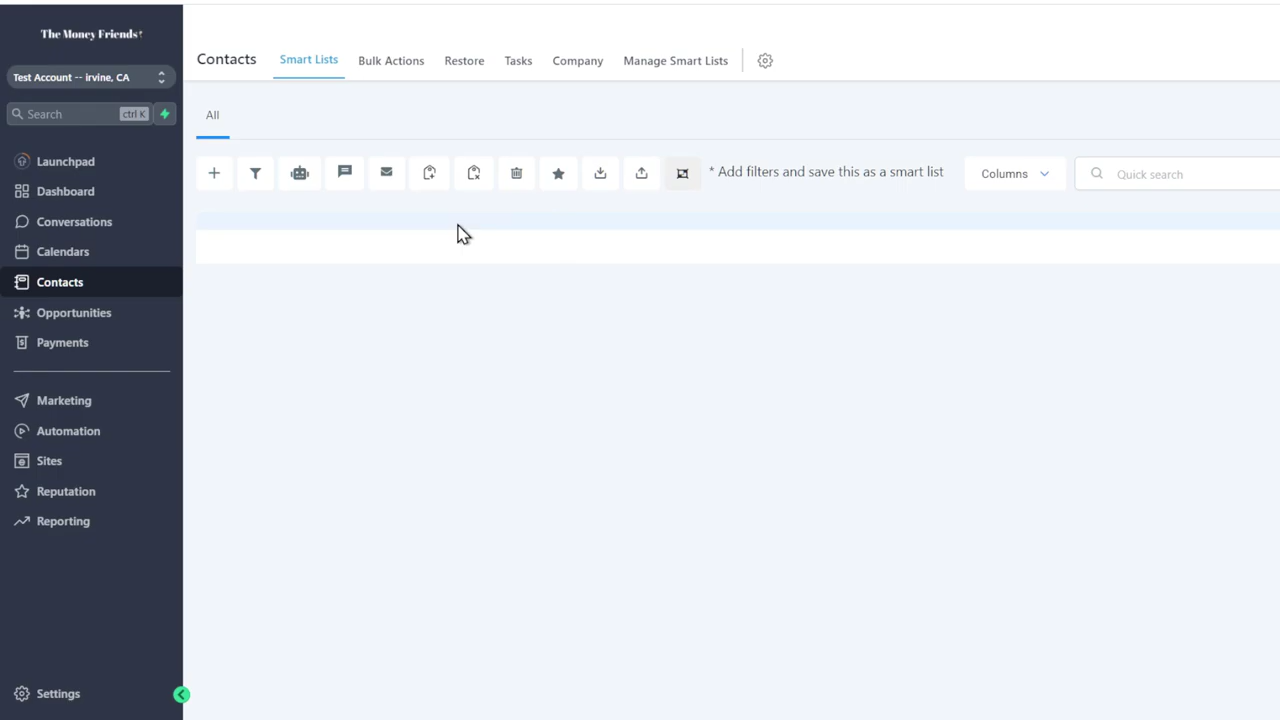 The Money Friends
Test Account -- irvine, CA
Search
ctrl K
Launchpad
Dashboard
Conversations
Calendars
Contacts
Opportunities
Payments
Marketing
Automation
Sites
Reputation
Reporting
Settings
Contacts
Smart Lists
Bulk Actions
Restore
Tasks
Company
Manage Smart Lists
All
* Add filters and save this as a smart list
Columns
Quick search